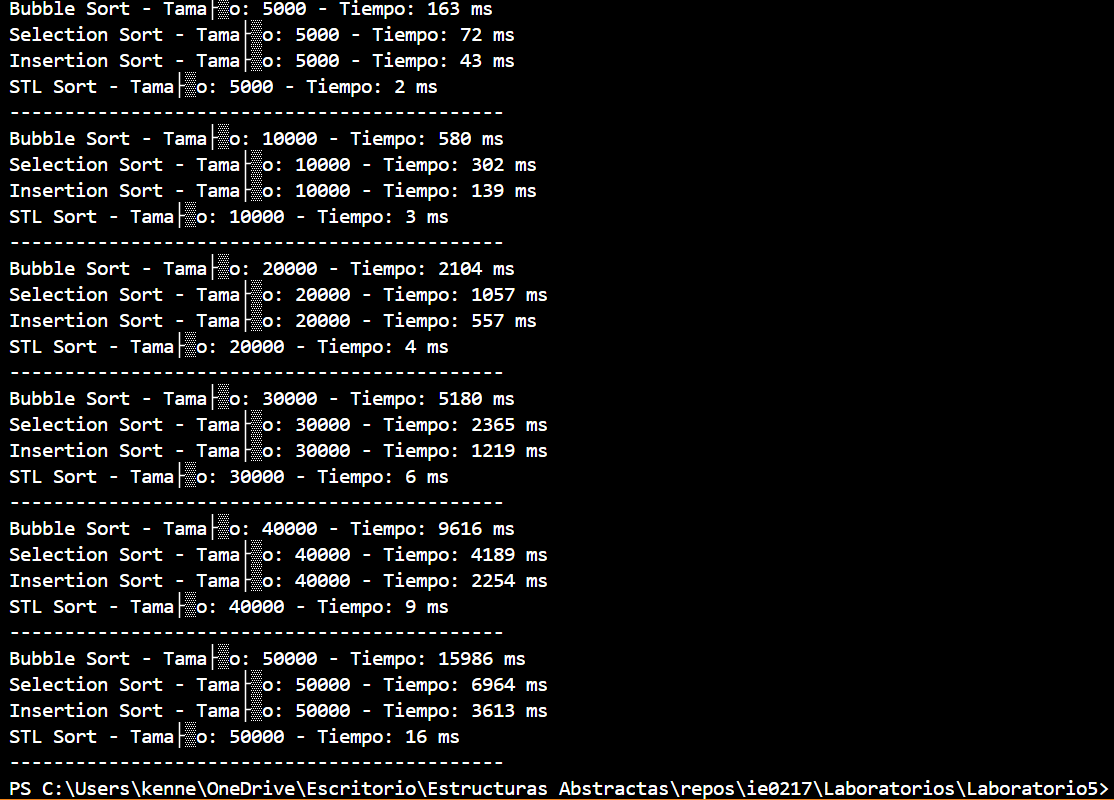 Bubble Sort - Tama├▒o: 5000 - Tiempo: 163 ms
Selection Sort - Tama├▒o: 5000 - Tiempo: 72 ms
Insertion Sort - Tama├▒o: 5000 - Tiempo: 43 ms
STL Sort - Tama├▒o: 5000 - Tiempo: 2 ms
---------------------------------------------
Bubble Sort - Tama├▒o: 10000 - Tiempo: 580 ms
Selection Sort - Tama├▒o: 10000 - Tiempo: 302 ms
Insertion Sort - Tama├▒o: 10000 - Tiempo: 139 ms
STL Sort - Tama├▒o: 10000 - Tiempo: 3 ms
---------------------------------------------
Bubble Sort - Tama├▒o: 20000 - Tiempo: 2104 ms
Selection Sort - Tama├▒o: 20000 - Tiempo: 1057 ms
Insertion Sort - Tama├▒o: 20000 - Tiempo: 557 ms
STL Sort - Tama├▒o: 20000 - Tiempo: 4 ms
---------------------------------------------
Bubble Sort - Tama├▒o: 30000 - Tiempo: 5180 ms
Selection Sort - Tama├▒o: 30000 - Tiempo: 2365 ms
Insertion Sort - Tama├▒o: 30000 - Tiempo: 1219 ms
STL Sort - Tama├▒o: 30000 - Tiempo: 6 ms
---------------------------------------------
Bubble Sort - Tama├▒o: 40000 - Tiempo: 9616 ms
Selection Sort - Tama├▒o: 40000 - Tiempo: 4189 ms
Insertion Sort - Tama├▒o: 40000 - Tiempo: 2254 ms
STL Sort - Tama├▒o: 40000 - Tiempo: 9 ms
---------------------------------------------
Bubble Sort - Tama├▒o: 50000 - Tiempo: 15986 ms
Selection Sort - Tama├▒o: 50000 - Tiempo: 6964 ms
Insertion Sort - Tama├▒o: 50000 - Tiempo: 3613 ms
STL Sort - Tama├▒o: 50000 - Tiempo: 16 ms
---------------------------------------------
PS C:\Users\kenne\OneDrive\Escritorio\Estructuras Abstractas\repos\ie0217\Laboratorios\Laboratorio5>